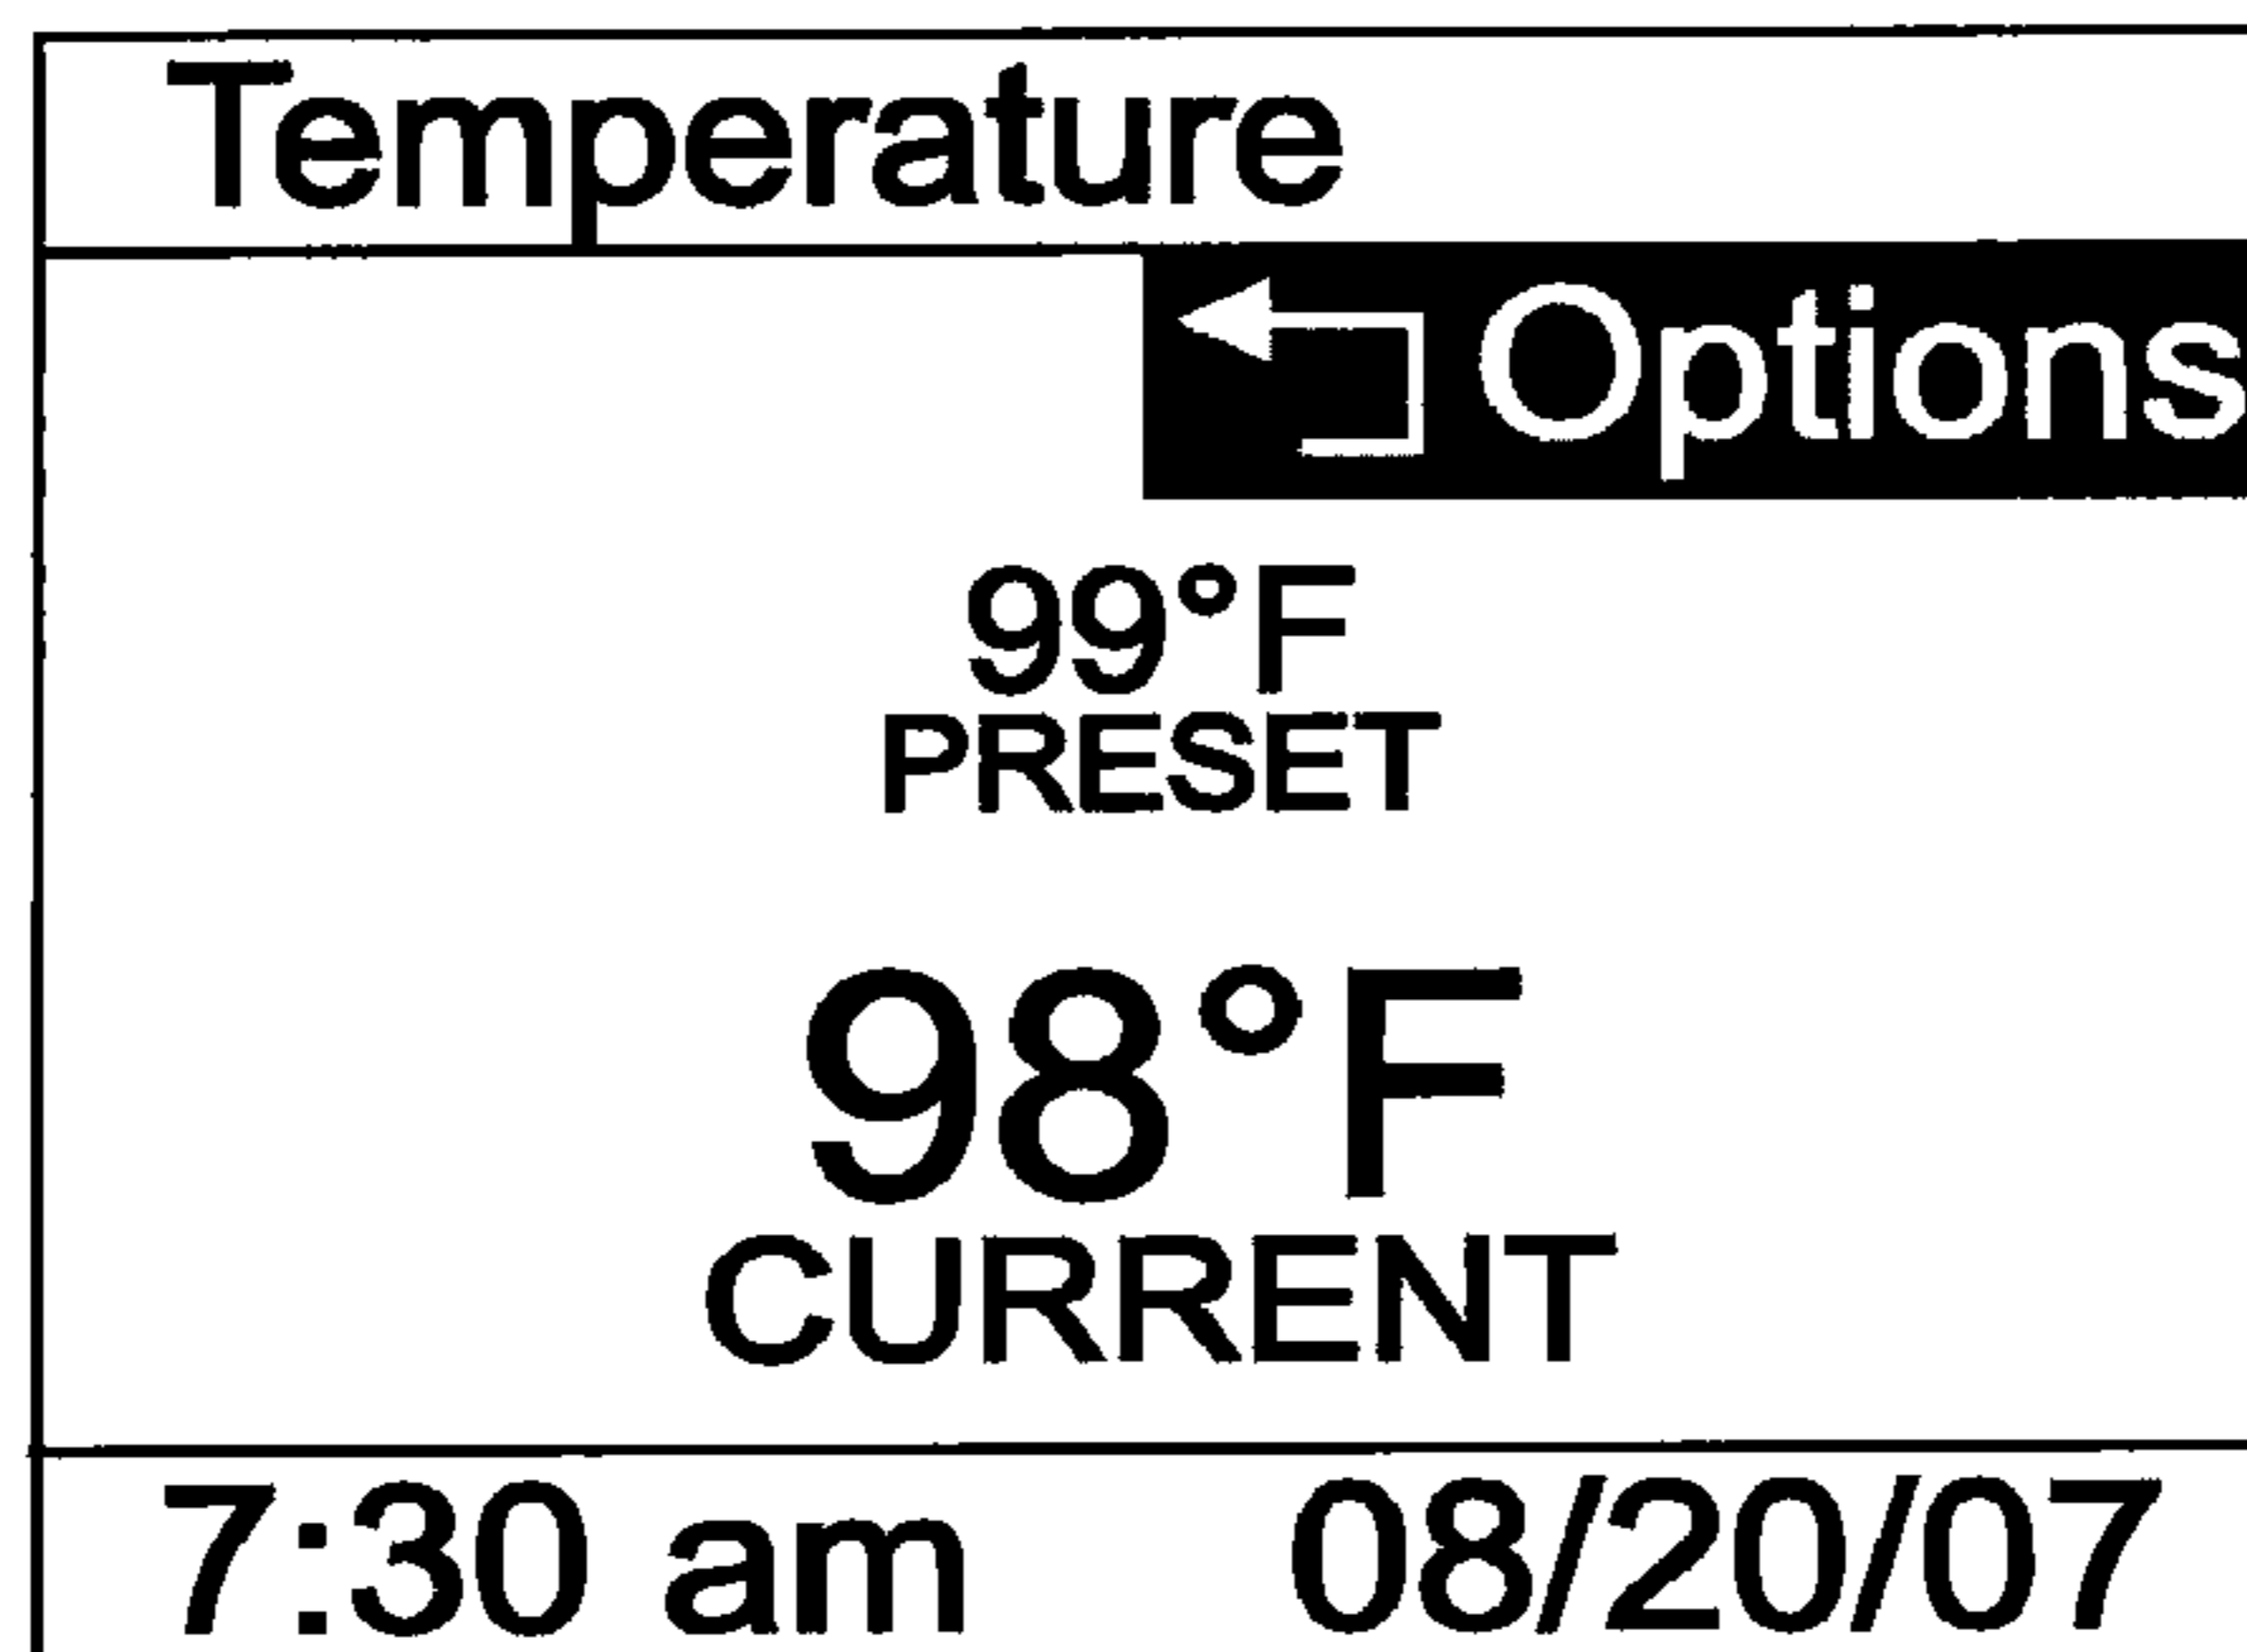 Temperature
Options
99°F
PRESET
98°F
CURRENT
7:30 am 08/20/07